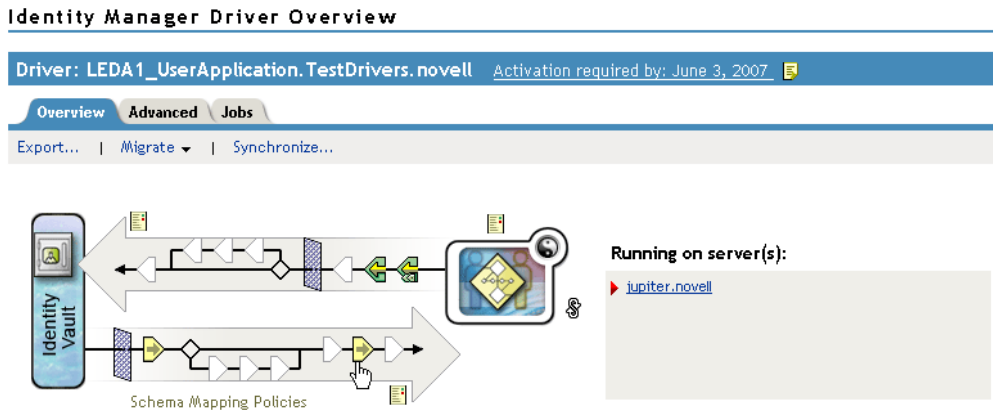 Identity Manager Driver Overview
Driver: LEDA1_UserApplication.TestDrivers.novell Activation required by: June 3, 2007
Overview Advanced Jobs
Export... | Migrate | Synchronize...
Identity Vault
Running on server(s):
jupiter.novell
Schema Mapping Policies